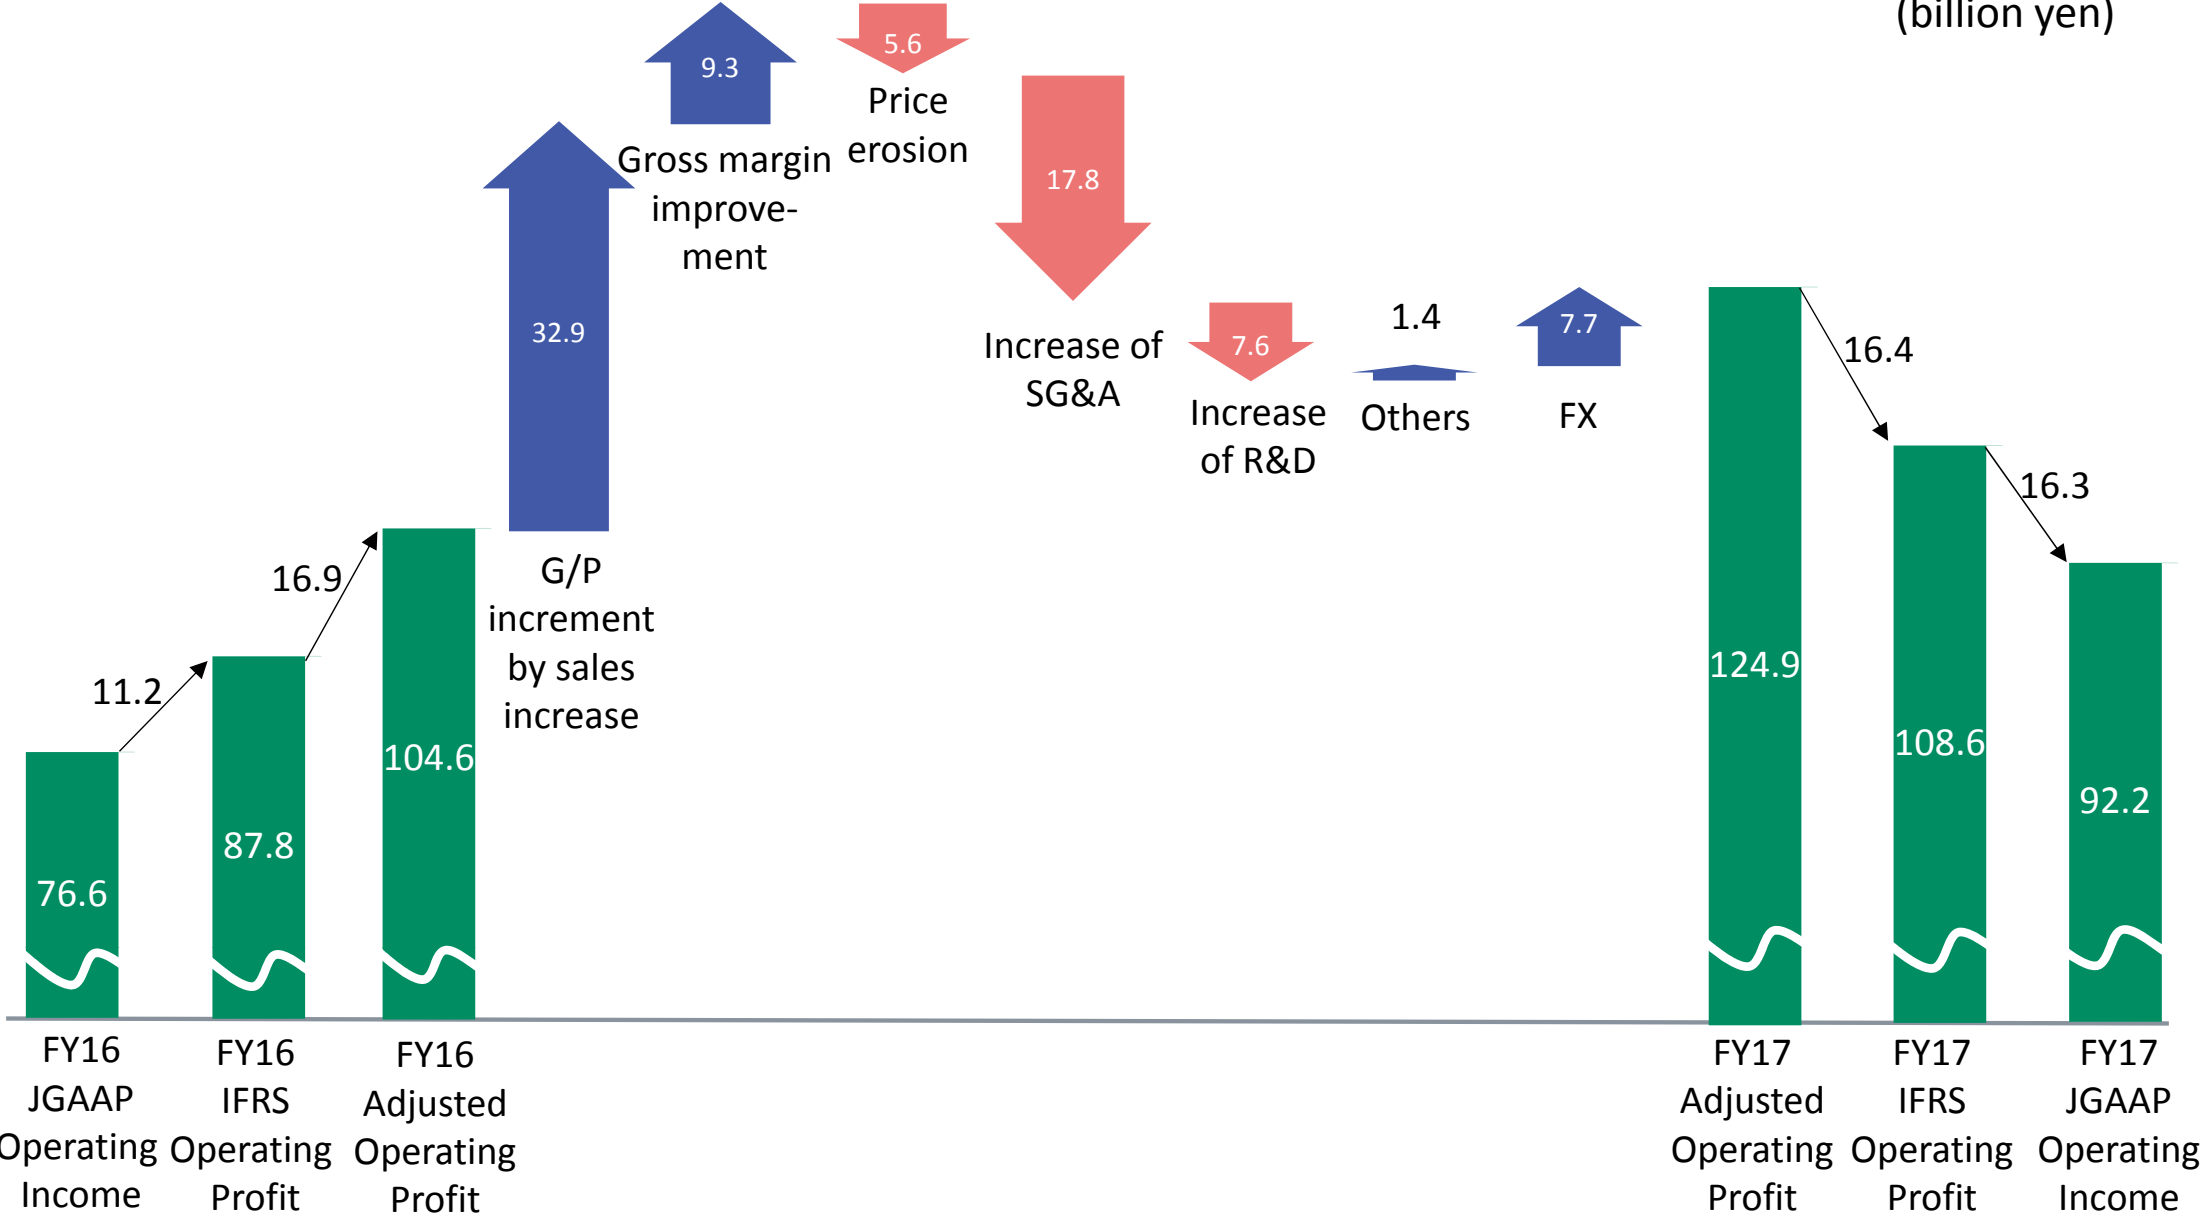 (billion yen)
9.3
Gross margin
improve-
ment
5.6
Price
erosion
17.8
Increase of
SG&A
7.6
Increase
of R&D
1.4
Others
7.7
FX
32.9
G/P
increment
by sales
increase
11.2
16.9
76.6
87.8
104.6
16.4
16.3
124.9
108.6
92.2
FY16
JGAAP
Operating
Income
FY16
IFRS
Operating
Profit
FY16
Adjusted
Operating
Profit
FY17
Adjusted
Operating
Profit
FY17
IFRS
Operating
Profit
FY17
JGAAP
Operating
Income